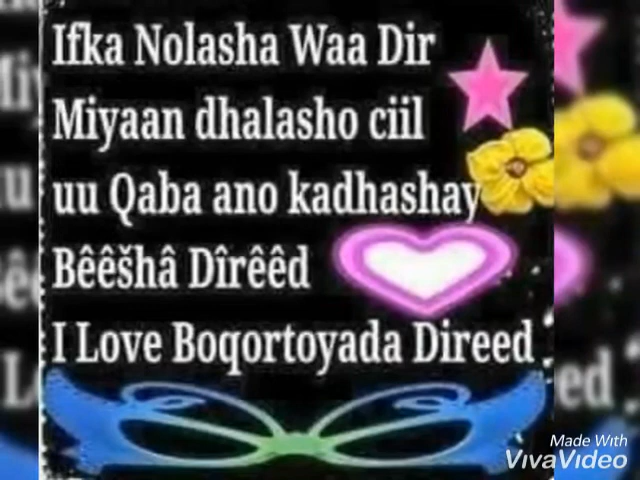 Ifka Nolasha Waa Dir
Miyaan dhalasho ciil
uu Qaba ano kadhashay
Bêêšhâ Dîrêêd
I Love Boqortoyada Direed
Made With
VivaVideo